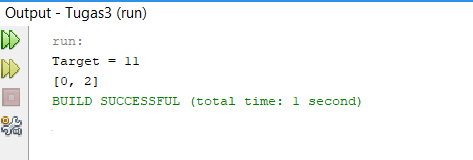 Output - Tugas3 (run)
run:
Target = 11
[0, 2]
BUILD SUCCESSFUL (total time: 1 second)